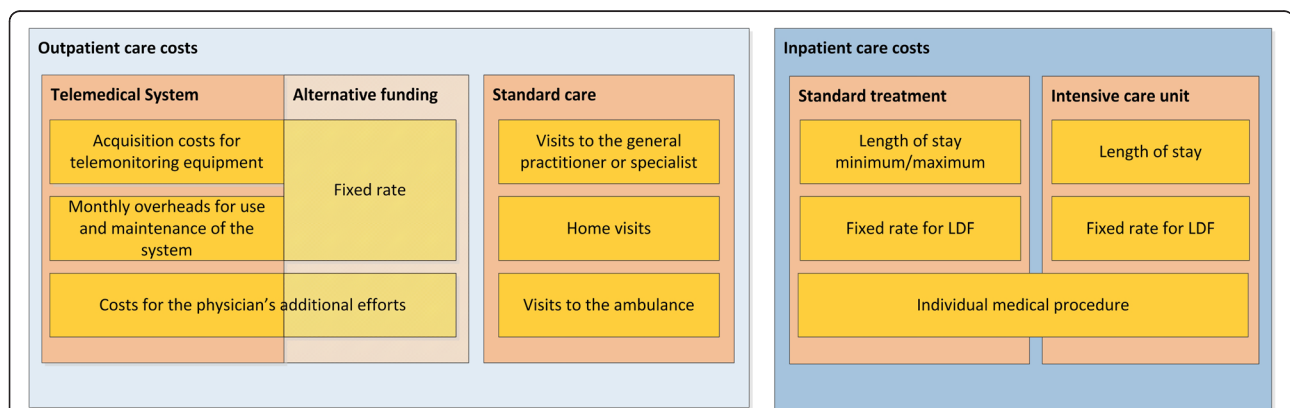 Outpatient care costs
Telemedical System
Alternative funding
Standard care
Acquisition costs for
telemonitoring equipment
Fixed rate
Visits to the general
practitioner or specialist
Monthly overheads for use
and maintenance of the
system
Home visits
Costs for the physician's additional efforts
Visits to the ambulance
Inpatient care costs
Standard treatment
Intensive care unit
Length of stay
minimum/maximum
Length of stay
Fixed rate for LDF
Fixed rate for LDF
Individual medical procedure